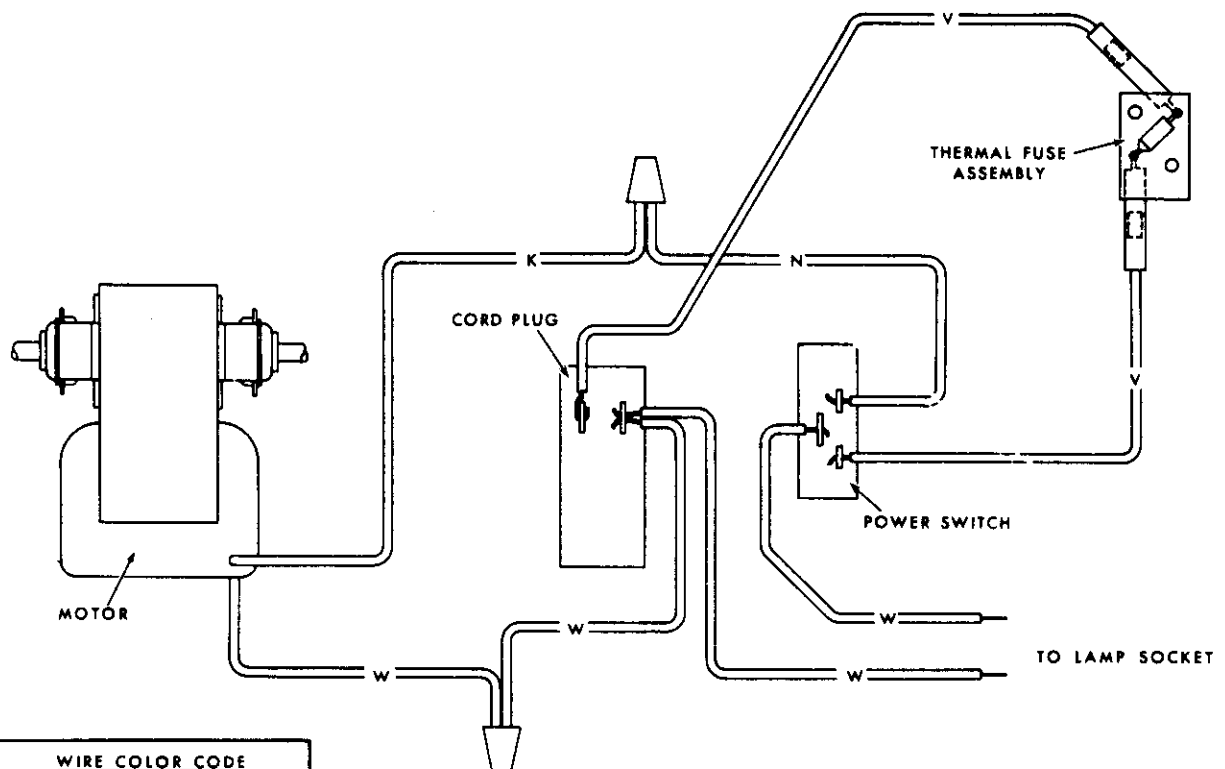 V
THERMAL FUSE
ASSEMBLY
K
N
CORD PLUG
V
POWER SWITCH
MOTOR
W
W
TO LAMP SOCKET
W
W
WIRE COLOR CODE